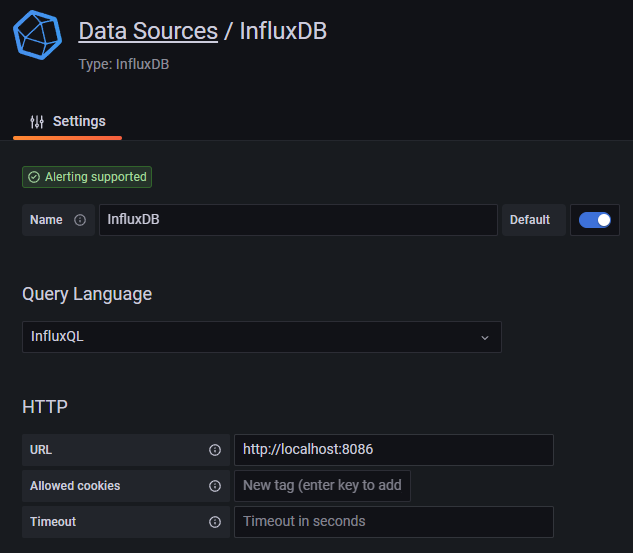 Data Sources / InfluxDB
Type: InfluxDB
Settings
Alerting supported
Name InfluxDB Default
Query Language
InfluxQL
HTTP
URL http://localhost:8086
Allowed cookies New tag (enter key to add
Timeout Timeout in seconds